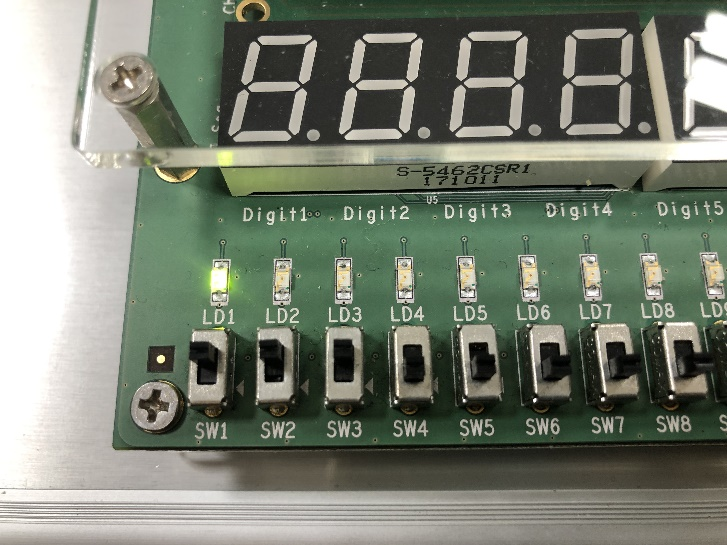 S-5462CSR1
171011
U5
Digit1 Digit2 Digit3 Digit4 Digit5
LD1 LD2 LD3 LD4 LD5 LD6 LD7 LD8
SW1 SW2 SW3 SW4 SW5 SW6 SW7 SW8